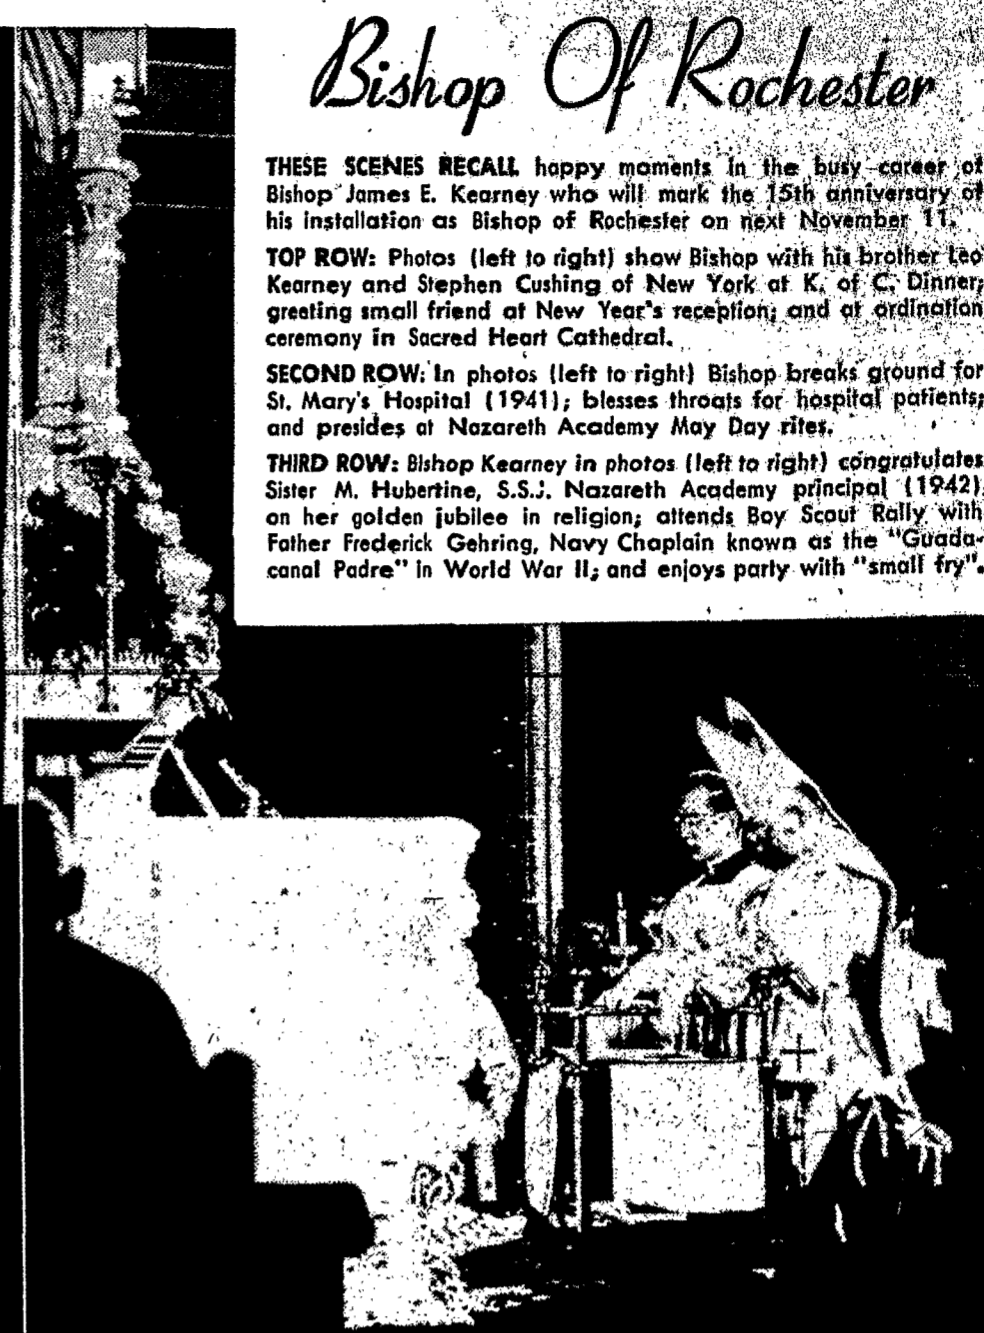 Bishop Of Rochester
THESE SCENES RECALL happy moments in the busy career of
Bishop James E. Kearney who will mark the 15th anniversary of
his installation as Bishop of Rochester on next November 11.
TOP ROW: Photos (left to right) show Bishop with his brother Leo
Kearney and Stephen Cushing of New York at K. of C. Dinner;
greeting small friend at New Year's reception; and at ordination
ceremony in Sacred Heart Cathedral.
SECOND ROW: In photos (left to right) Bishop breaks ground for
St. Mary's Hospital (1941); blesses throats for hospital patients;
and presides at Nazareth Academy May Day rites.
THIRD ROW: Bishop Kearney in photos (left to right) congratulates
Sister M. Hubertine, S.S.J. Nazareth Academy principal (1942)
on her golden jubilee in religion; attends Boy Scout Rally with
Father Frederick Gehring, Navy Chaplain known as the "Guada-
canal Padre" in World War II; and enjoys party with "small fry".